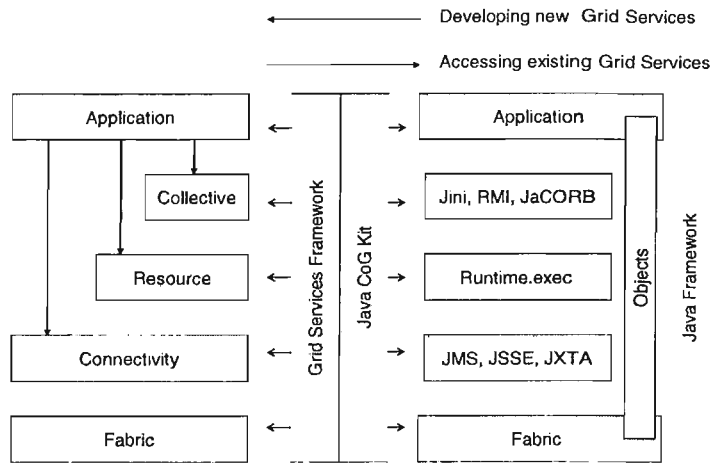 Developing new Grid Services
Accessing existing Grid Services
Application
Collective
Resource
Connectivity
Fabric
Grid Services Framework
Java CoG Kit
Application
Jini, RMI, JaCORB
Runtime.exec
JMS, JSSE, JXTA
Fabric
Objects
Java Framework